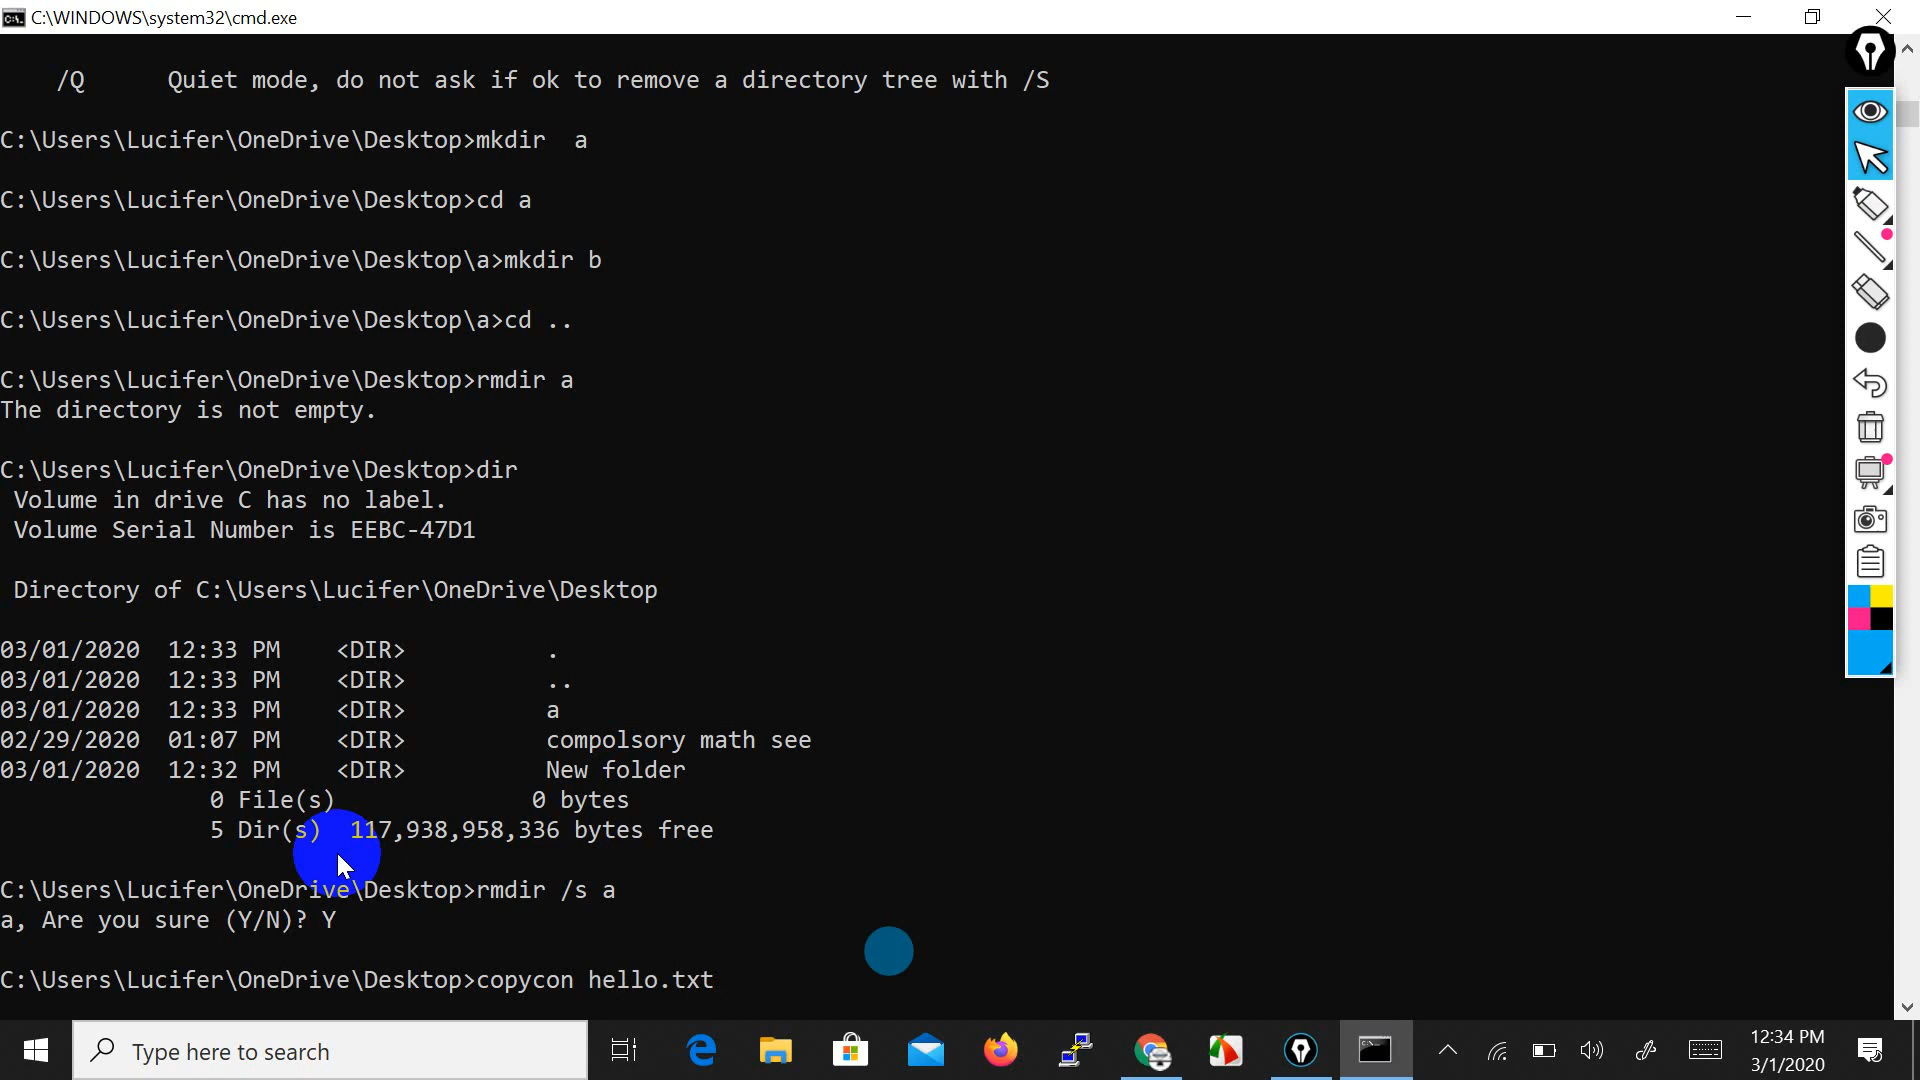 C:\WINDOWS\system32\cmd.exe
/Q Quiet mode, do not ask if ok to remove a directory tree with /S
C:\Users\Lucifer\OneDrive\Desktop>mkdir  a
C:\Users\Lucifer\OneDrive\Desktop>cd a
C:\Users\Lucifer\OneDrive\Desktop\a>mkdir b
C:\Users\Lucifer\OneDrive\Desktop\a>cd ..
C:\Users\Lucifer\OneDrive\Desktop>rmdir a
The directory is not empty.
C:\Users\Lucifer\OneDrive\Desktop>dir
Volume in drive C has no label.
Volume Serial Number is EEBC-47D1
Directory of C:\Users\Lucifer\OneDrive\Desktop
03/01/2020  12:33 PM    <DIR>          .
03/01/2020  12:33 PM    <DIR>          ..
03/01/2020  12:33 PM    <DIR>          a
02/29/2020  01:07 PM    <DIR>          compolsory math see
03/01/2020  12:32 PM    <DIR>          New folder
0 File(s)              0 bytes
5 Dir(s)  117,938,958,336 bytes free
C:\Users\Lucifer\OneDrive\Desktop>rmdir /s a
a, Are you sure (Y/N)? Y
C:\Users\Lucifer\OneDrive\Desktop>copycon hello.txt
Type here to search
12:34 PM
3/1/2020